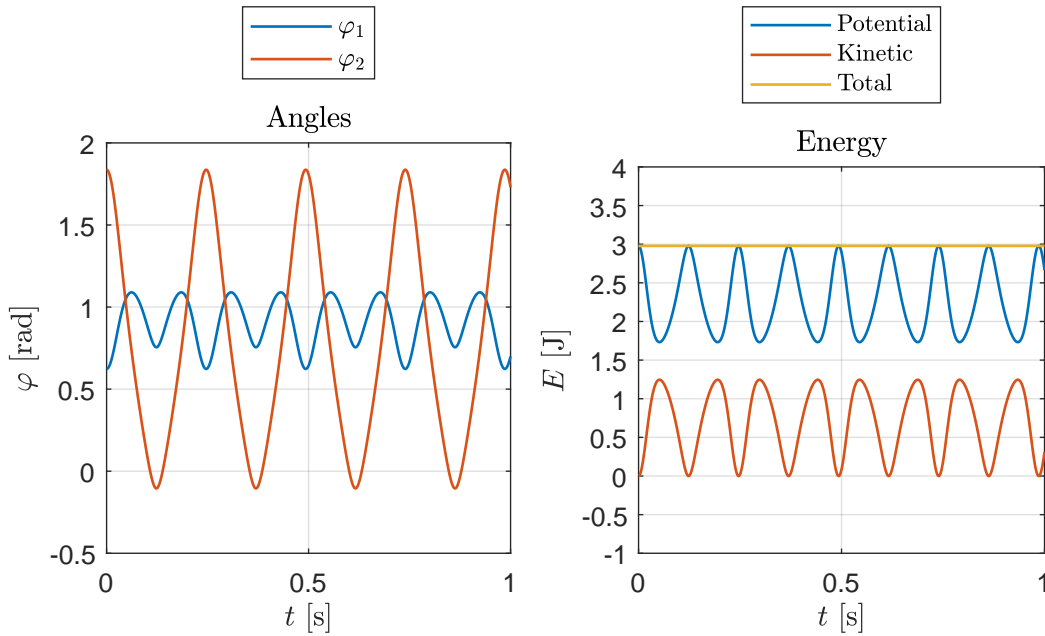 φ₁
φ₂
Angles
2
1.5
1
0.5
0
-0.5
φ [rad]
0
0.5
1
t [s]
Potential
Kinetic
Total
Energy
4
3.5
3
2.5
2
1.5
1
0.5
0
-0.5
-1
E [J]
0
0.5
1
t [s]